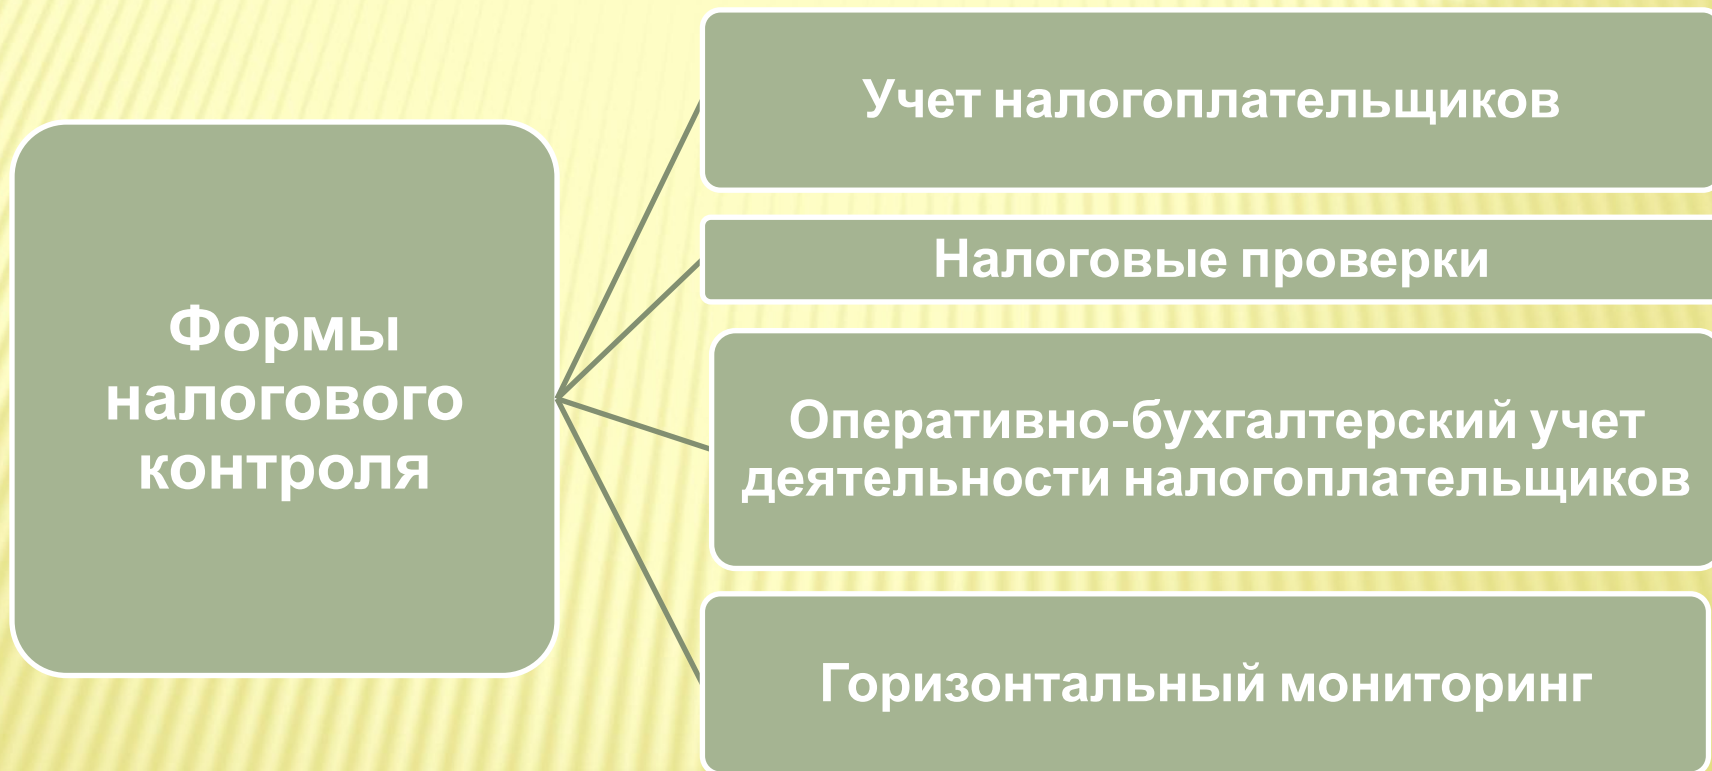 Формы
налогового
контроля
Учет налогоплательщиков
Налоговые проверки
Оперативно-бухгалтерский учет
деятельности налогоплательщиков
Горизонтальный мониторинг